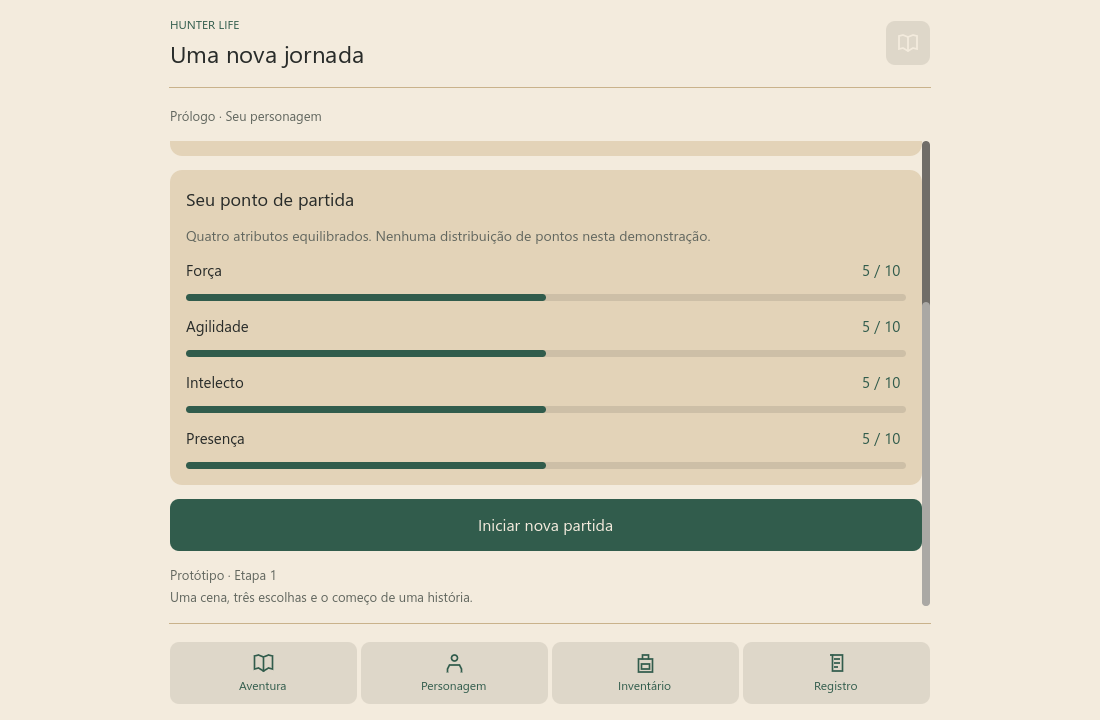 HUNTER LIFE
Uma nova jornada
Prólogo · Seu personagem
Seu ponto de partida
Quatro atributos equilibrados. Nenhuma distribuição de pontos nesta demonstração.
Força 5 / 10
Agilidade 5 / 10
Intelecto 5 / 10
Presença 5 / 10
Iniciar nova partida
Protótipo · Etapa 1
Uma cena, três escolhas e o começo de uma história.
Aventura Personagem Inventário Registro